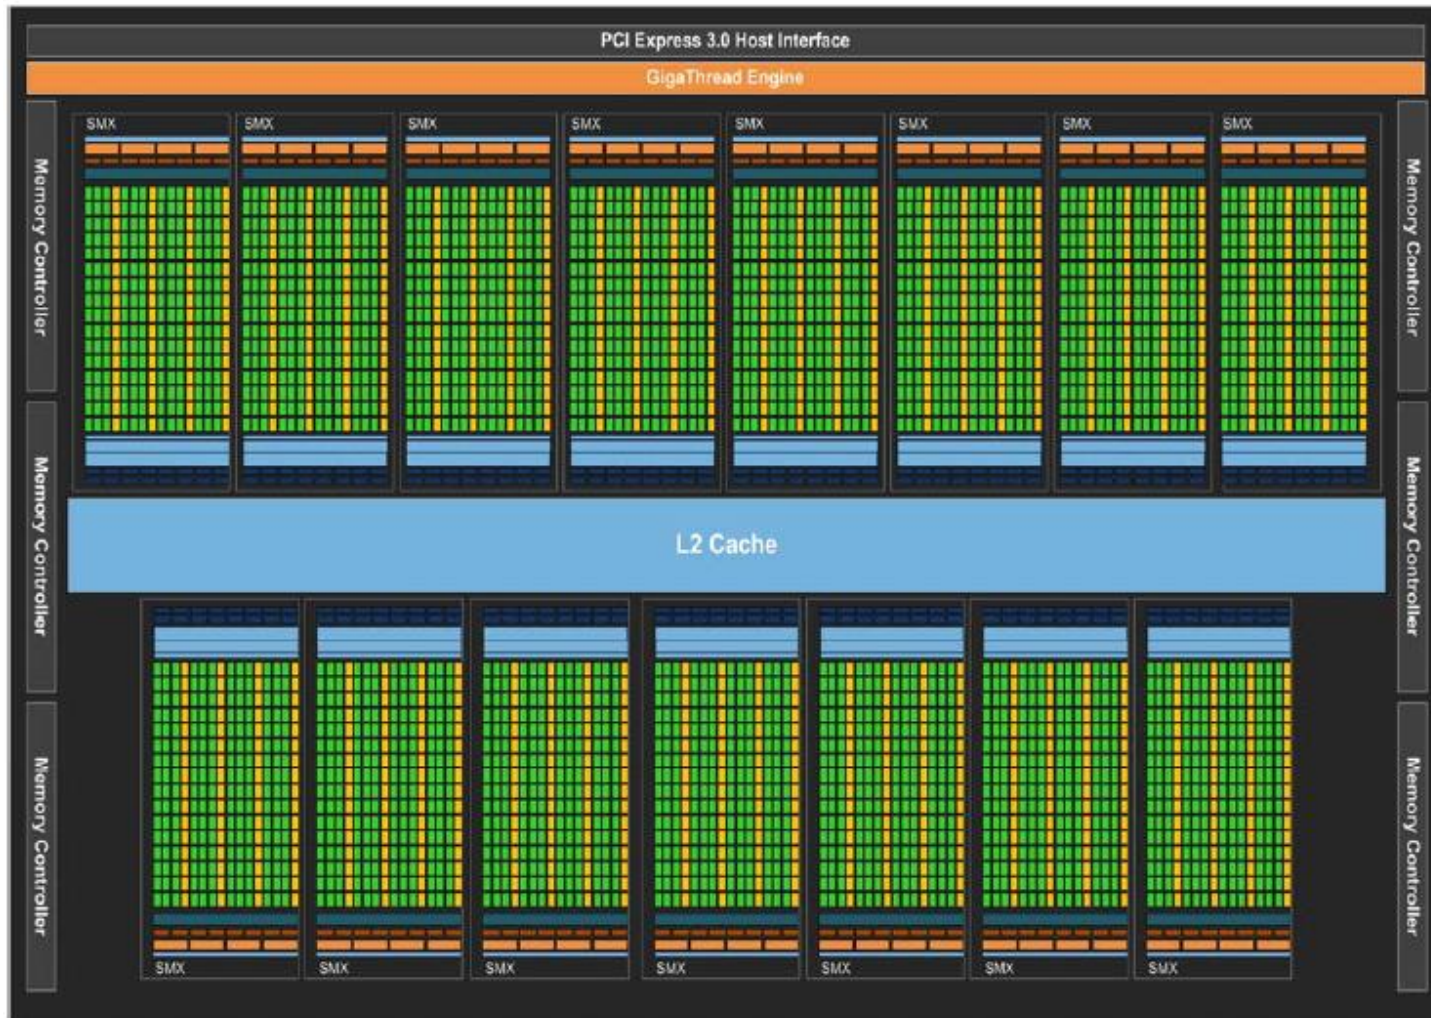 PCI Express 3.0 Host Interface
GigaThread Engine
SMX SMX SMX SMX SMX SMX SMX SMX
Memory Controller
Memory Controller
Memory Controller
Memory Controller
L2 Cache
Memory Controller
Memory Controller
SMX SMX SMX SMX SMX SMX SMX